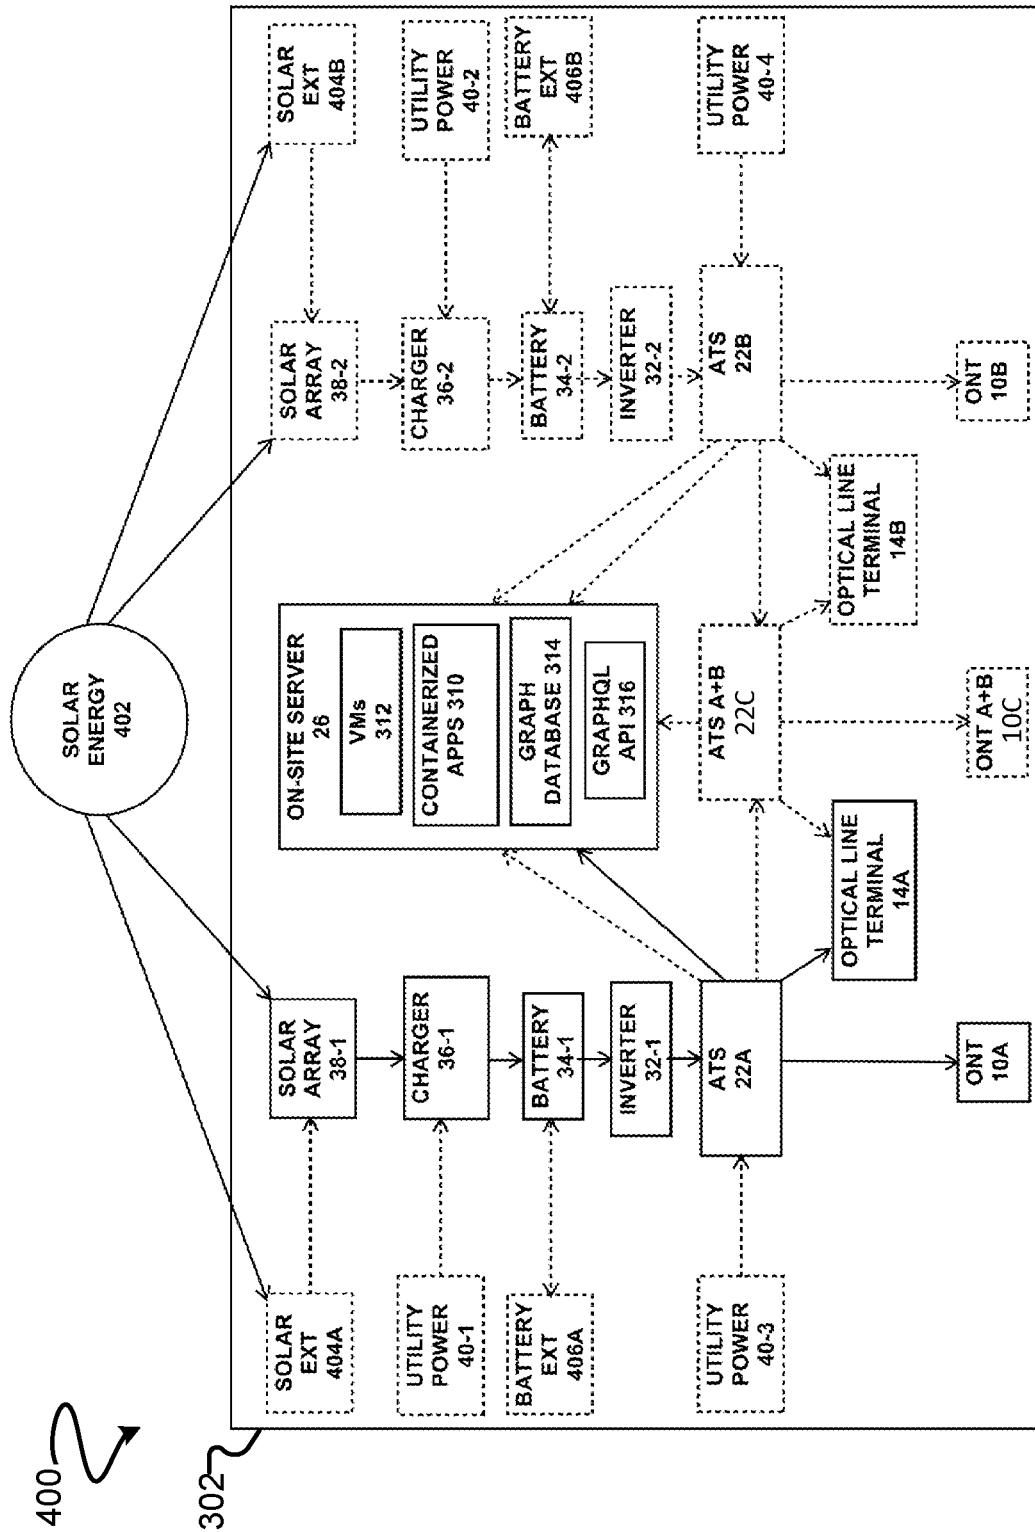 400
302
SOLAR
ENERGY
402
SOLAR
EXT
404A
SOLAR
ARRAY
38-1
ON-SITE SERVER
26
VMs
312
CONTAINERIZED
APPS 310
GRAPH
DATABASE 314
GRAPHQL
API 316
SOLAR
ARRAY
38-2
SOLAR
EXT
404B
UTILITY
POWER
40-1
CHARGER
36-1
CHARGER
36-2
UTILITY
POWER
40-2
BATTERY
EXT
406A
BATTERY
34-1
BATTERY
34-2
BATTERY
EXT
406B
INVERTER
32-1
INVERTER
32-2
UTILITY
POWER
40-3
ATS
22A
ATS A+B
22C
ATS
22B
UTILITY
POWER
40-4
OPTICAL LINE
TERMINAL
14A
OPTICAL LINE
TERMINAL
14B
ONT
10A
ONT A+B
10C
ONT
10B